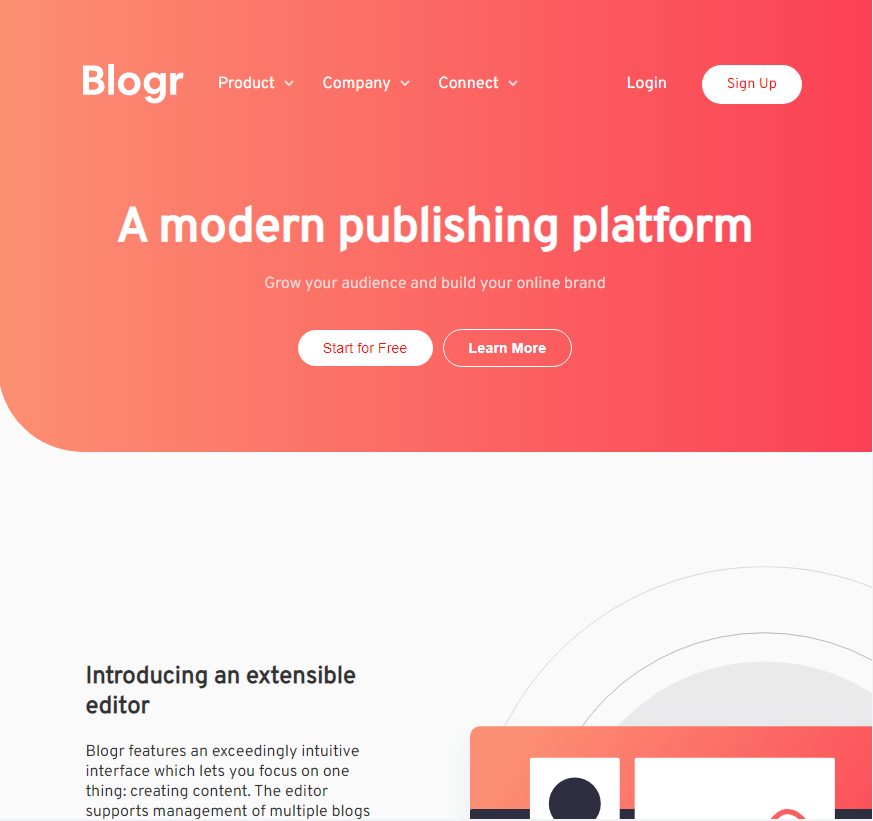 Blogr Product Company Connect Login Sign Up
A modern publishing platform
Grow your audience and build your online brand
Start for Free Learn More
Introducing an extensible
editor
Blogr features an exceedingly intuitive
interface which lets you focus on one
thing: creating content. The editor
supports management of multiple blogs